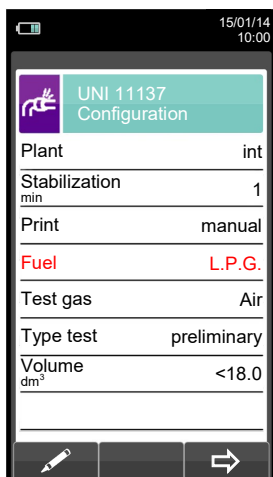 15/01/14
10:00
UNI 11137
Configuration
Plant int
Stabilization 1
min
Print manual
Fuel L.P.G.
Test gas Air
Type test preliminary
Volume <18.0
dm³